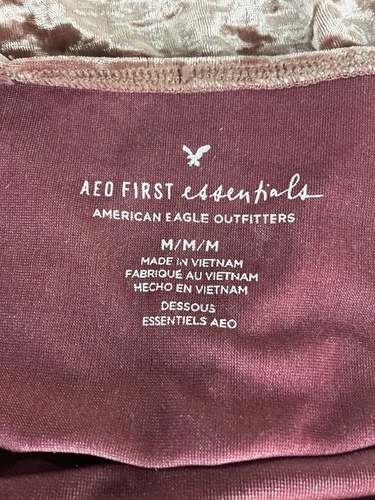 AEO FIRST essentials
AMERICAN EAGLE OUTFITTERS
M/M/M
MADE IN VIETNAM
FABRIQUÉ AU VIETNAM
HECHO EN VIETNAM
DESSOUS
ESSENTIELS AEO